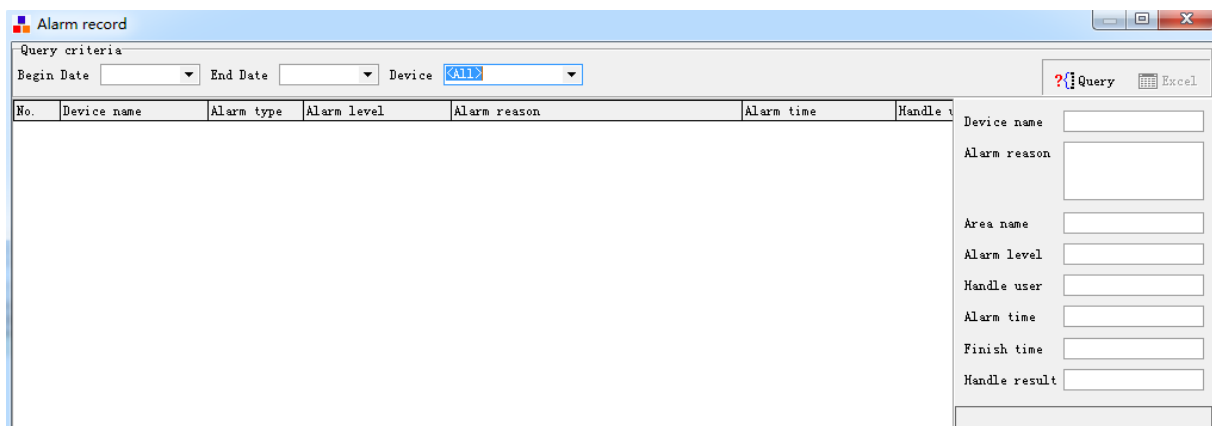 Alarm record
Query criteria
Begin Date End Date Device <All>
?{ Query Excel
No. Device name Alarm type Alarm level Alarm reason Alarm time Handle
Device name
Alarm reason
Area name
Alarm level
Handle user
Alarm time
Finish time
Handle result